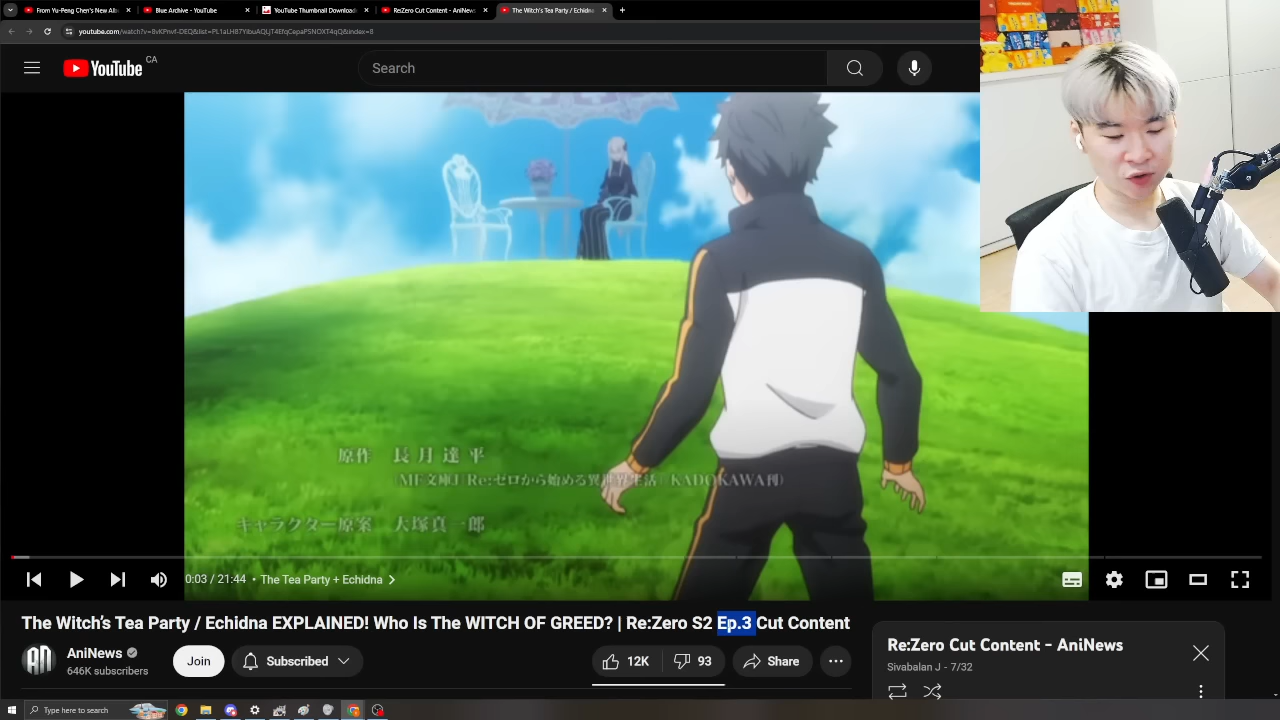 From Yu-Peng Chen's New Alb
Blue Archive - YouTube
YouTube Thumbnail Download
Re:Zero Cut Content - AniNews
The Witch's Tea Party / Echidna
youtube.com/watch?v=8vKPnvf-DEQ&list=PL1aLH87YibuAQLjT4EfqCepaFSNOXT4qQ&index=8
YouTube CA
Search
原作 長月達平
(MF文庫J「Re:ゼロから始める異世界生活」KADOKAWA刊)
キャラクター原案 大塚真一郎
0:03 / 21:44 • The Tea Party + Echidna
The Witch's Tea Party / Echidna EXPLAINED! Who Is The WITCH OF GREED? | Re:Zero S2 Ep.3 Cut Content
AniNews
646K subscribers
Join
Subscribed
12K
93
Share
Re:Zero Cut Content - AniNews
Sivabalan J - 7/32
Type here to search